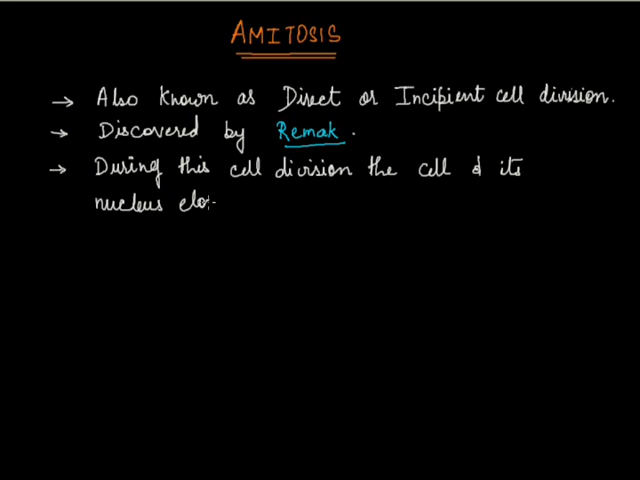 AMITOSIS
→ Also known as Direct or Incipient cell division.
→ Discovered by Remak.
→ During this cell division the cell & its
nucleus